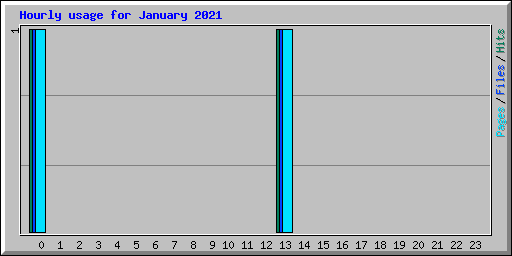 Hourly usage for January 2021
1
Pages/Files/Hits
0 1 2 3 4 5 6 7 8 9 10 11 12 13 14 15 16 17 18 19 20 21 22 23